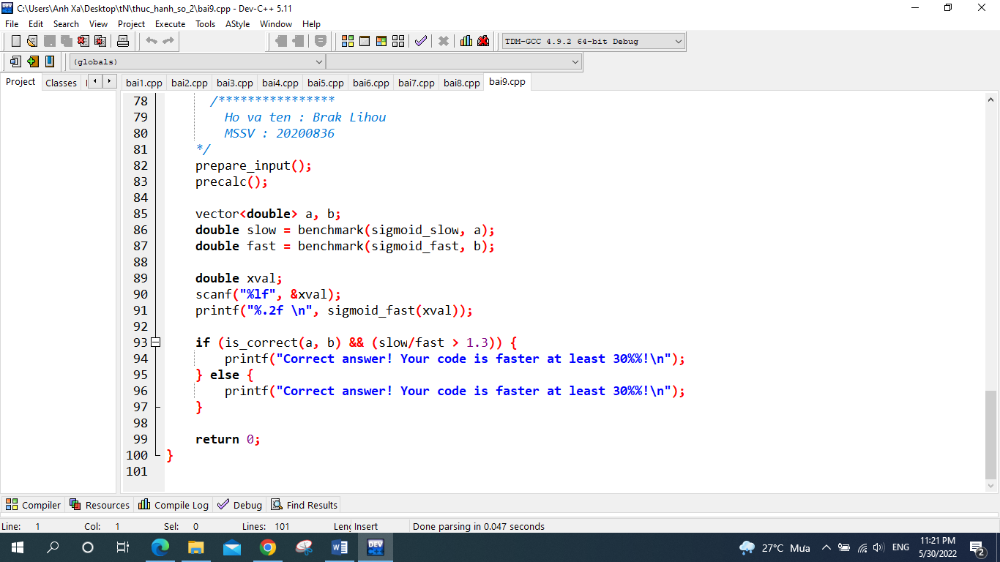 C:\Users\Anh Xa\Desktop\tN\thuc_hanh_so_2\bai9.cpp - Dev-C++ 5.11
File Edit Search View Project Execute Tools AStyle Window Help
TDM-GCC 4.9.2 64-bit Debug
(globals)
Project Classes
bai1.cpp bai2.cpp bai3.cpp bai4.cpp bai5.cpp bai6.cpp bai7.cpp bai8.cpp bai9.cpp
78 /****************
79 Ho va ten : Brak Lihou
80 MSSV : 20200836
81 */
82 prepare_input();
83 precalc();
84
85 vector<double> a, b;
86 double slow = benchmark(sigmoid_slow, a);
87 double fast = benchmark(sigmoid_fast, b);
88
89 double xval;
90 scanf("%lf", &xval);
91 printf("%.2f \n", sigmoid_fast(xval));
92
93 if (is_correct(a, b) && (slow/fast > 1.3)) {
94 printf("Correct answer! Your code is faster at least 30%%!\n");
95 } else {
96 printf("Correct answer! Your code is faster at least 30%%!\n");
97 }
98
99 return 0;
100 }
101
Compiler Resources Compile Log Debug Find Results
Line: 1 Col: 1 Sel: 0 Lines: 101 Insert Done parsing in 0.047 seconds
DEV
27°C Mưa ENG 11:21 PM
5/30/2022 2